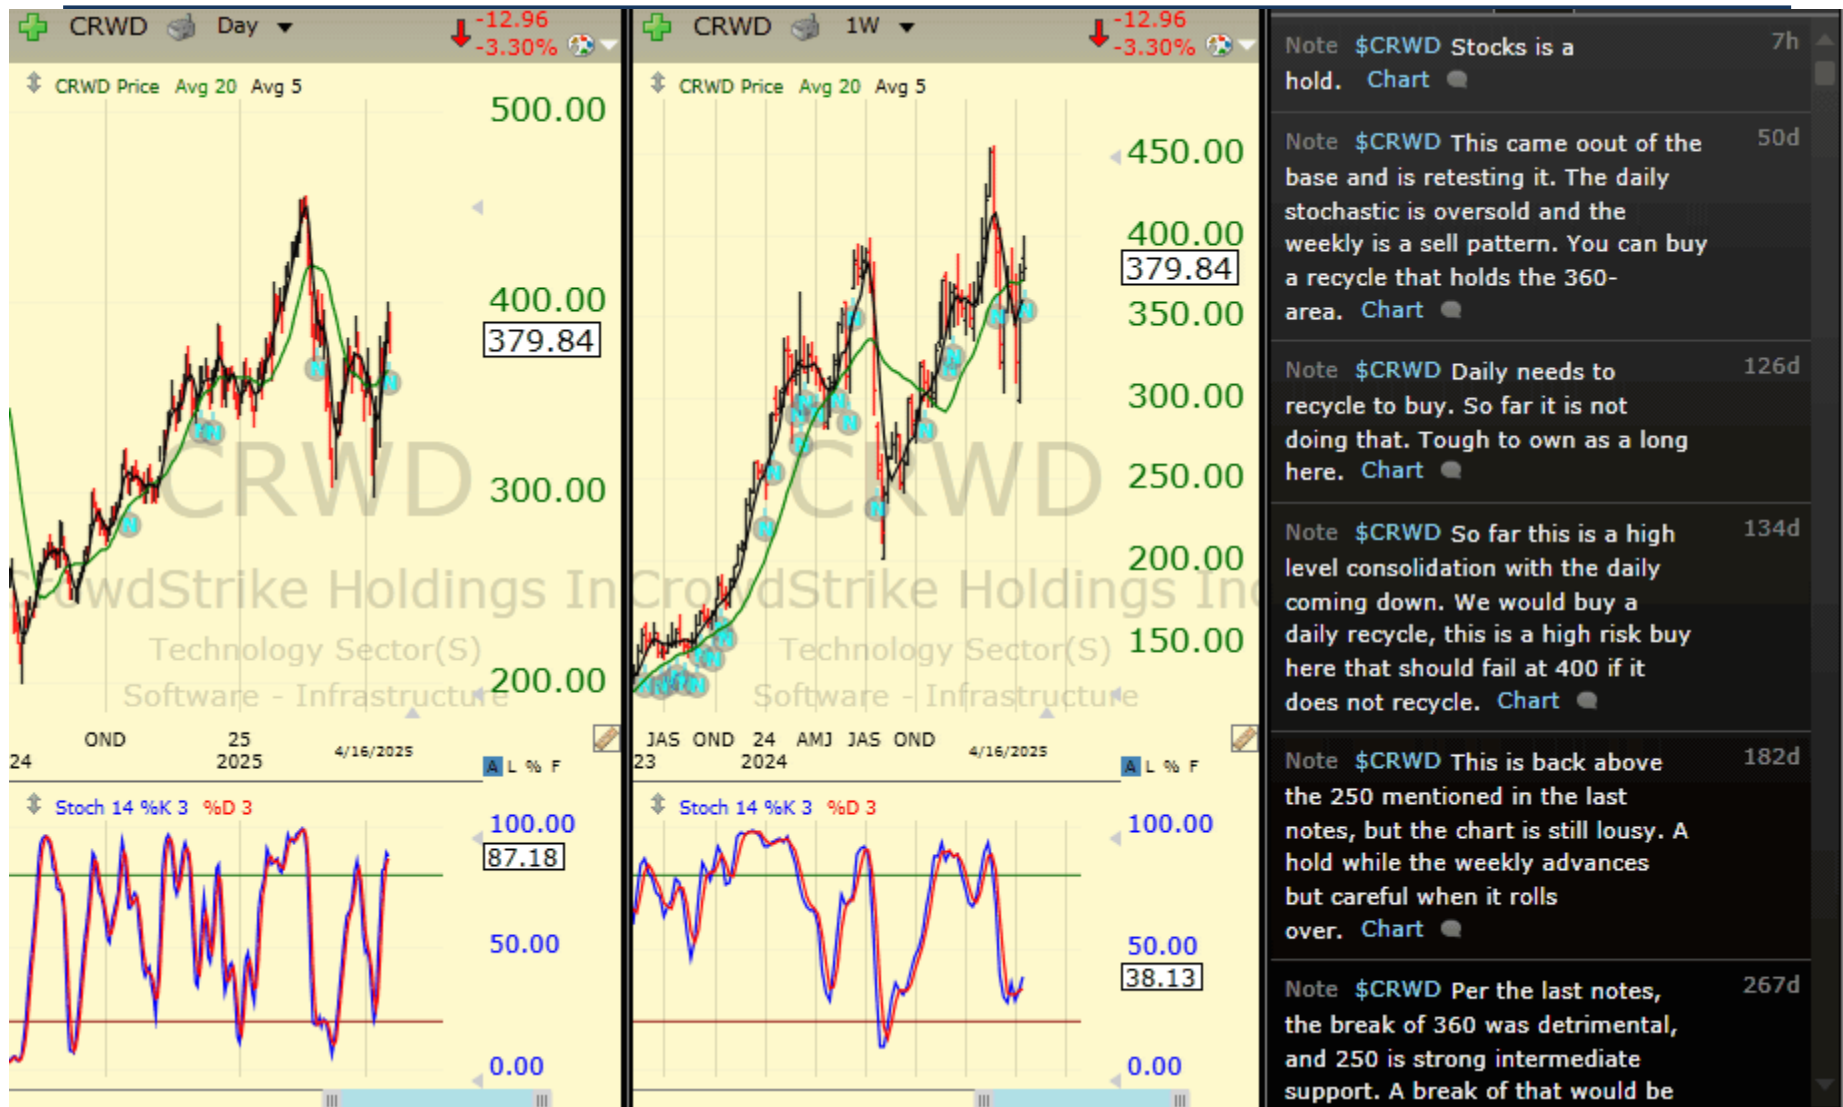 CRWD Day
-12.96
-3.30%
CRWD Price Avg 20 Avg 5
500.00
400.00
379.84
300.00
200.00
CRWD
CrowdStrike Holdings In
Technology Sector(S)
Software - Infrastructure
OND 25 4/16/2025
24 2025
A L % F
Stoch 14 %K 3 %D 3
100.00
87.18
50.00
0.00
CRWD 1W
-12.96
-3.30%
CRWD Price Avg 20 Avg 5
450.00
400.00
379.84
350.00
300.00
250.00
200.00
150.00
CRWD
CrowdStrike Holdings Inc
Technology Sector(S)
Software - Infrastructure
JAS OND 24 AMJ JAS OND 4/16/2025
23 2024
A L % F
Stoch 14 %K 3 %D 3
100.00
50.00
38.13
0.00
Note $CRWD Stocks is a 7h
hold. Chart
Note $CRWD This came oout of the 50d
base and is retesting it. The daily
stochastic is oversold and the
weekly is a sell pattern. You can buy
a recycle that holds the 360-
area. Chart
Note $CRWD Daily needs to 126d
recycle to buy. So far it is not
doing that. Tough to own as a long
here. Chart
Note $CRWD So far this is a high 134d
level consolidation with the daily
coming down. We would buy a
daily recycle, this is a high risk buy
here that should fail at 400 if it
does not recycle. Chart
Note $CRWD This is back above 182d
the 250 mentioned in the last
notes, but the chart is still lousy. A
hold while the weekly advances
but careful when it rolls
over. Chart
Note $CRWD Per the last notes, 267d
the break of 360 was detrimental,
and 250 is strong intermediate
support. A break of that would be